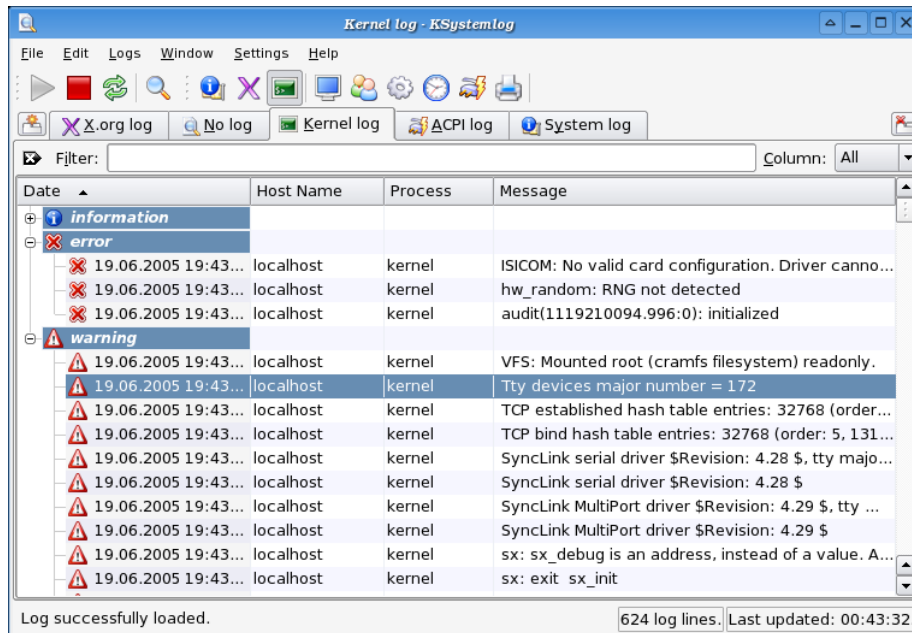 Kernel log - KSystemlog
File Edit Logs Window Settings Help
X.org log No log Kernel log ACPI log System log
Filter: Column: All
Date Host Name Process Message
information
error
19.06.2005 19:43... localhost kernel ISICOM: No valid card configuration. Driver canno...
19.06.2005 19:43... localhost kernel hw_random: RNG not detected
19.06.2005 19:43... localhost kernel audit(1119210094.996:0): initialized
warning
19.06.2005 19:43... localhost kernel VFS: Mounted root (cramfs filesystem) readonly.
19.06.2005 19:43... localhost kernel Tty devices major number = 172
19.06.2005 19:43... localhost kernel TCP established hash table entries: 32768 (order...
19.06.2005 19:43... localhost kernel TCP bind hash table entries: 32768 (order: 5, 131...
19.06.2005 19:43... localhost kernel SyncLink serial driver $Revision: 4.28 $, tty majo...
19.06.2005 19:43... localhost kernel SyncLink serial driver $Revision: 4.28 $
19.06.2005 19:43... localhost kernel SyncLink MultiPort driver $Revision: 4.29 $, tty ...
19.06.2005 19:43... localhost kernel SyncLink MultiPort driver $Revision: 4.29 $
19.06.2005 19:43... localhost kernel sx: sx_debug is an address, instead of a value. A...
19.06.2005 19:43... localhost kernel sx: exit sx_init
Log successfully loaded. 624 log lines. Last updated: 00:43:32